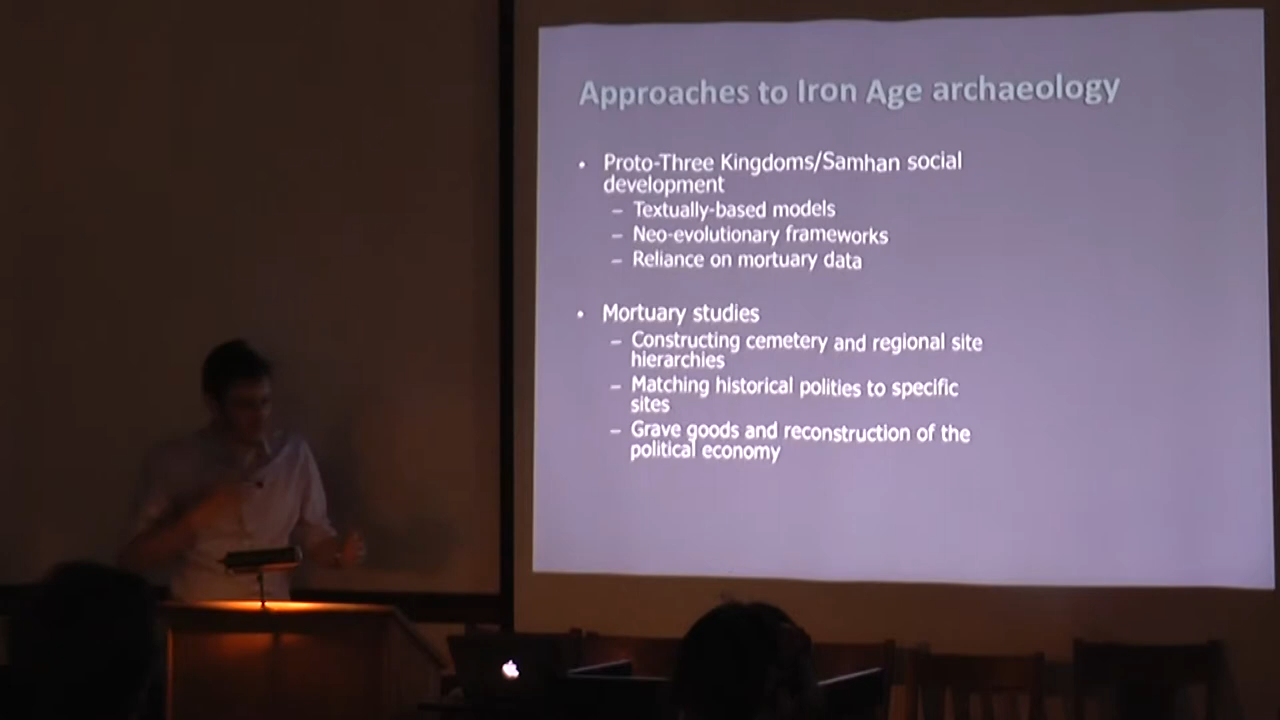 Approaches to Iron Age archaeology
• Proto-Three Kingdoms/Samhan social
development
– Textually-based models
– Neo-evolutionary frameworks
– Reliance on mortuary data
• Mortuary studies
– Constructing cemetery and regional site
hierarchies
– Matching historical polities to specific
sites
– Grave goods and reconstruction of the
political economy